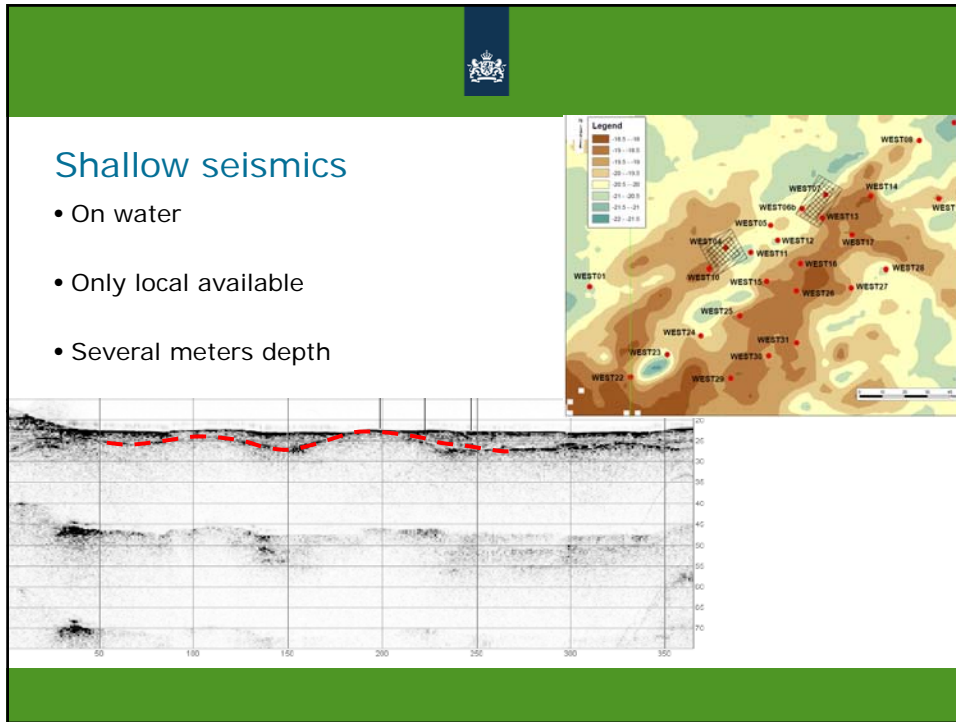 Shallow seismics
• On water
• Only local available
• Several meters depth
Legend
WEST08
WEST07
WEST14
WEST06b
WEST13
WEST05
WEST04
WEST12
WEST17
WEST11
WEST16
WEST28
WEST10
WEST01
WEST15
WEST26
WEST27
WEST25
WEST24
WEST31
WEST23
WEST30
WEST22
WEST29
20
25
30
35
40
45
50
55
60
65
70
50 100 150 200 250 300 350